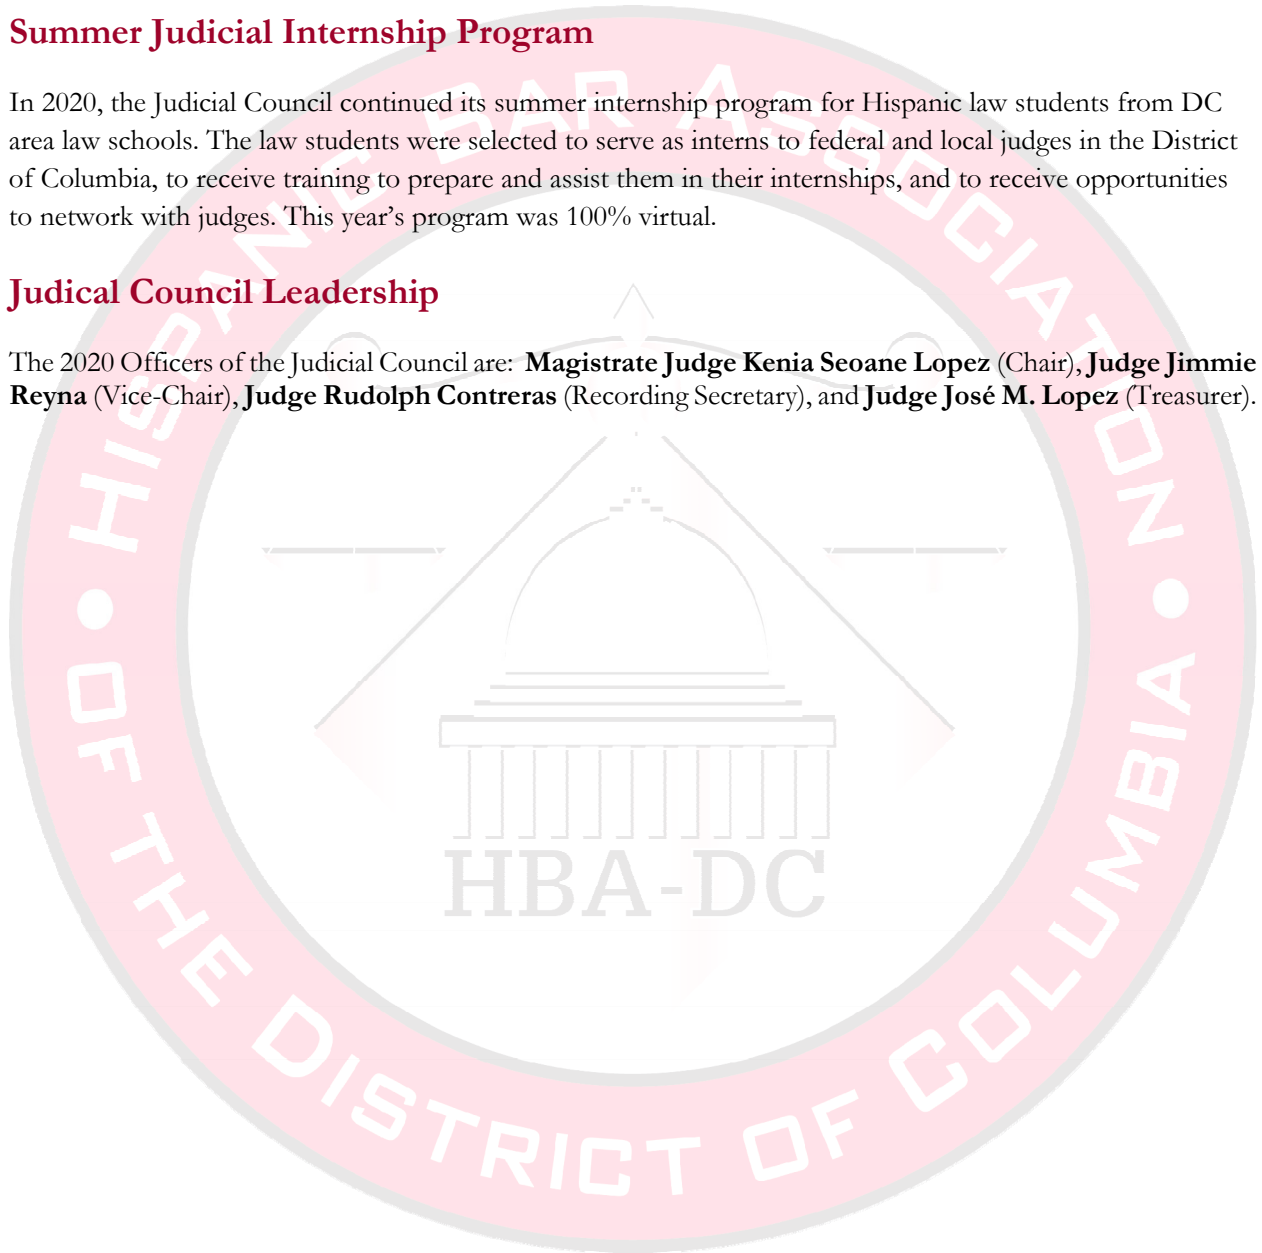 Summer Judicial Internship Program
In 2020, the Judicial Council continued its summer internship program for Hispanic law students from DC
area law schools. The law students were selected to serve as interns to federal and local judges in the District
of Columbia, to receive training to prepare and assist them in their internships, and to receive opportunities
to network with judges. This year’s program was 100% virtual.
Judical Council Leadership
The 2020 Officers of the Judicial Council are: Magistrate Judge Kenia Seoane Lopez (Chair), Judge Jimmie
Reyna (Vice-Chair), Judge Rudolph Contreras (Recording Secretary), and Judge José M. Lopez (Treasurer).
HISPANIC BAR ASSOCIATION
OF THE DISTRICT OF COLUMBIA
HBA-DC